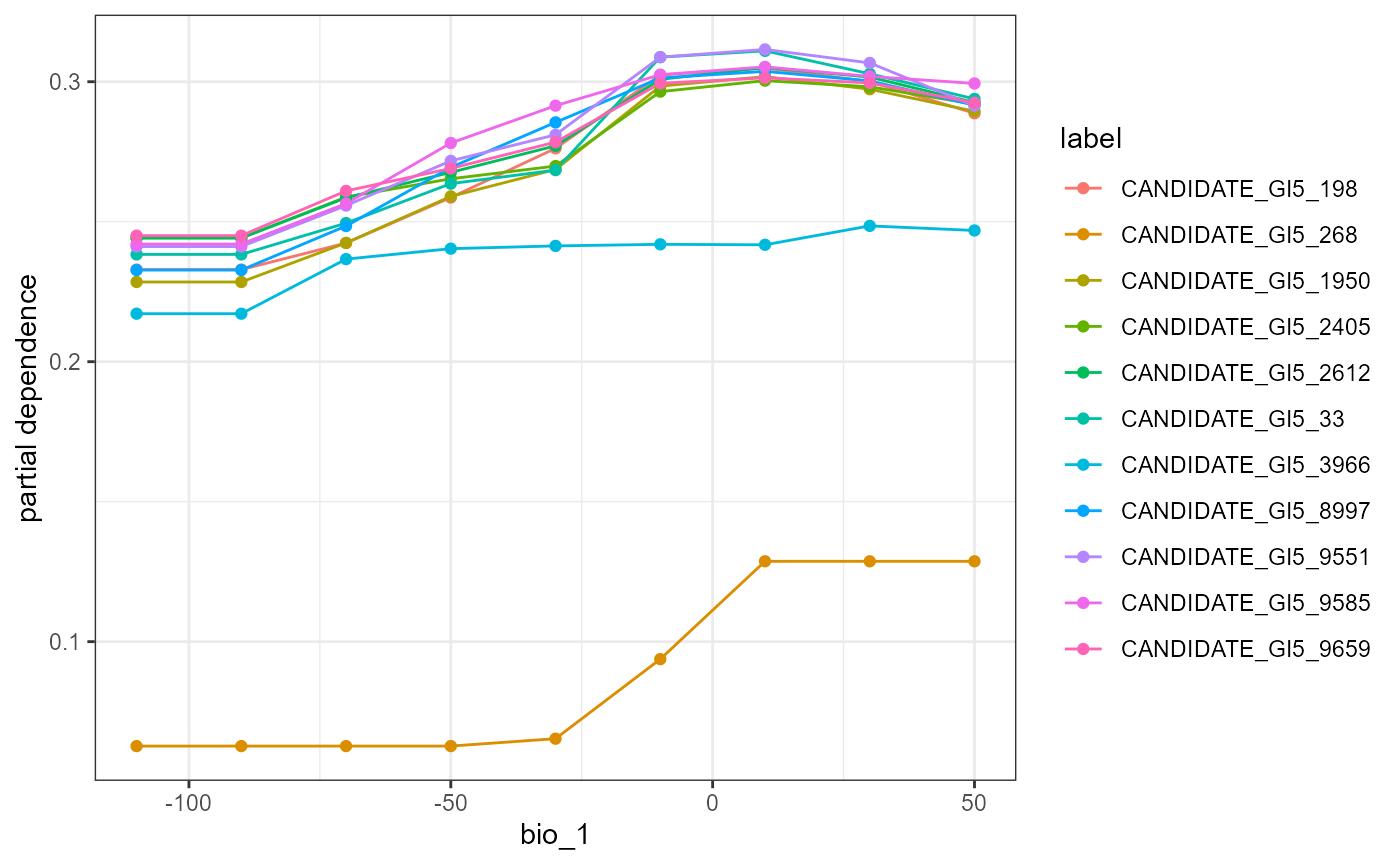 0.3
0.2
0.1
partial dependence
-100
-50
0
50
bio_1
label
CANDIDATE_GI5_198
CANDIDATE_GI5_268
CANDIDATE_GI5_1950
CANDIDATE_GI5_2405
CANDIDATE_GI5_2612
CANDIDATE_GI5_33
CANDIDATE_GI5_3966
CANDIDATE_GI5_8997
CANDIDATE_GI5_9551
CANDIDATE_GI5_9585
CANDIDATE_GI5_9659